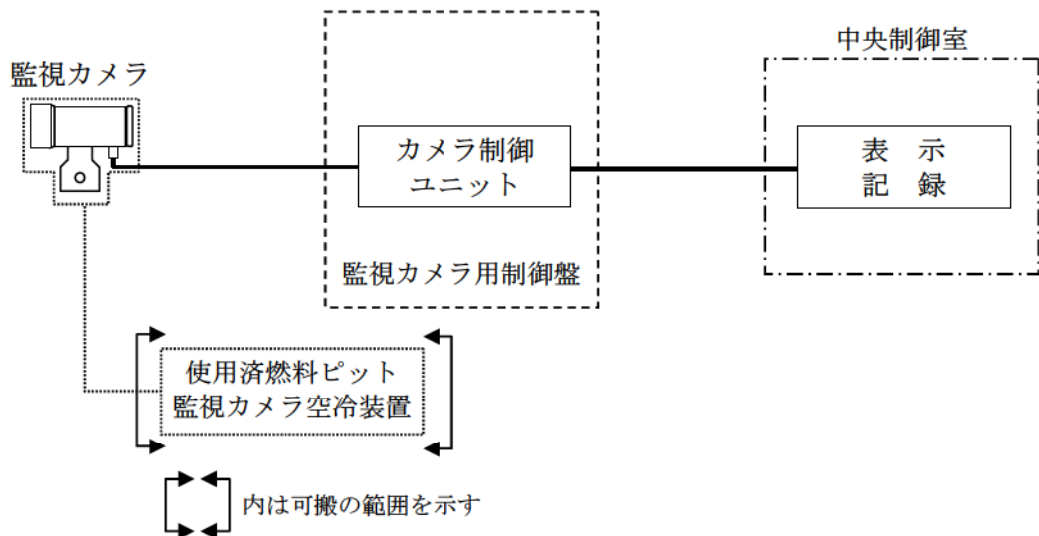 中央制御室
監視カメラ
カメラ制御
ユニット
表 示
記 録
監視カメラ用制御盤
使用済燃料ピット
監視カメラ空冷装置
内は可搬の範囲を示す